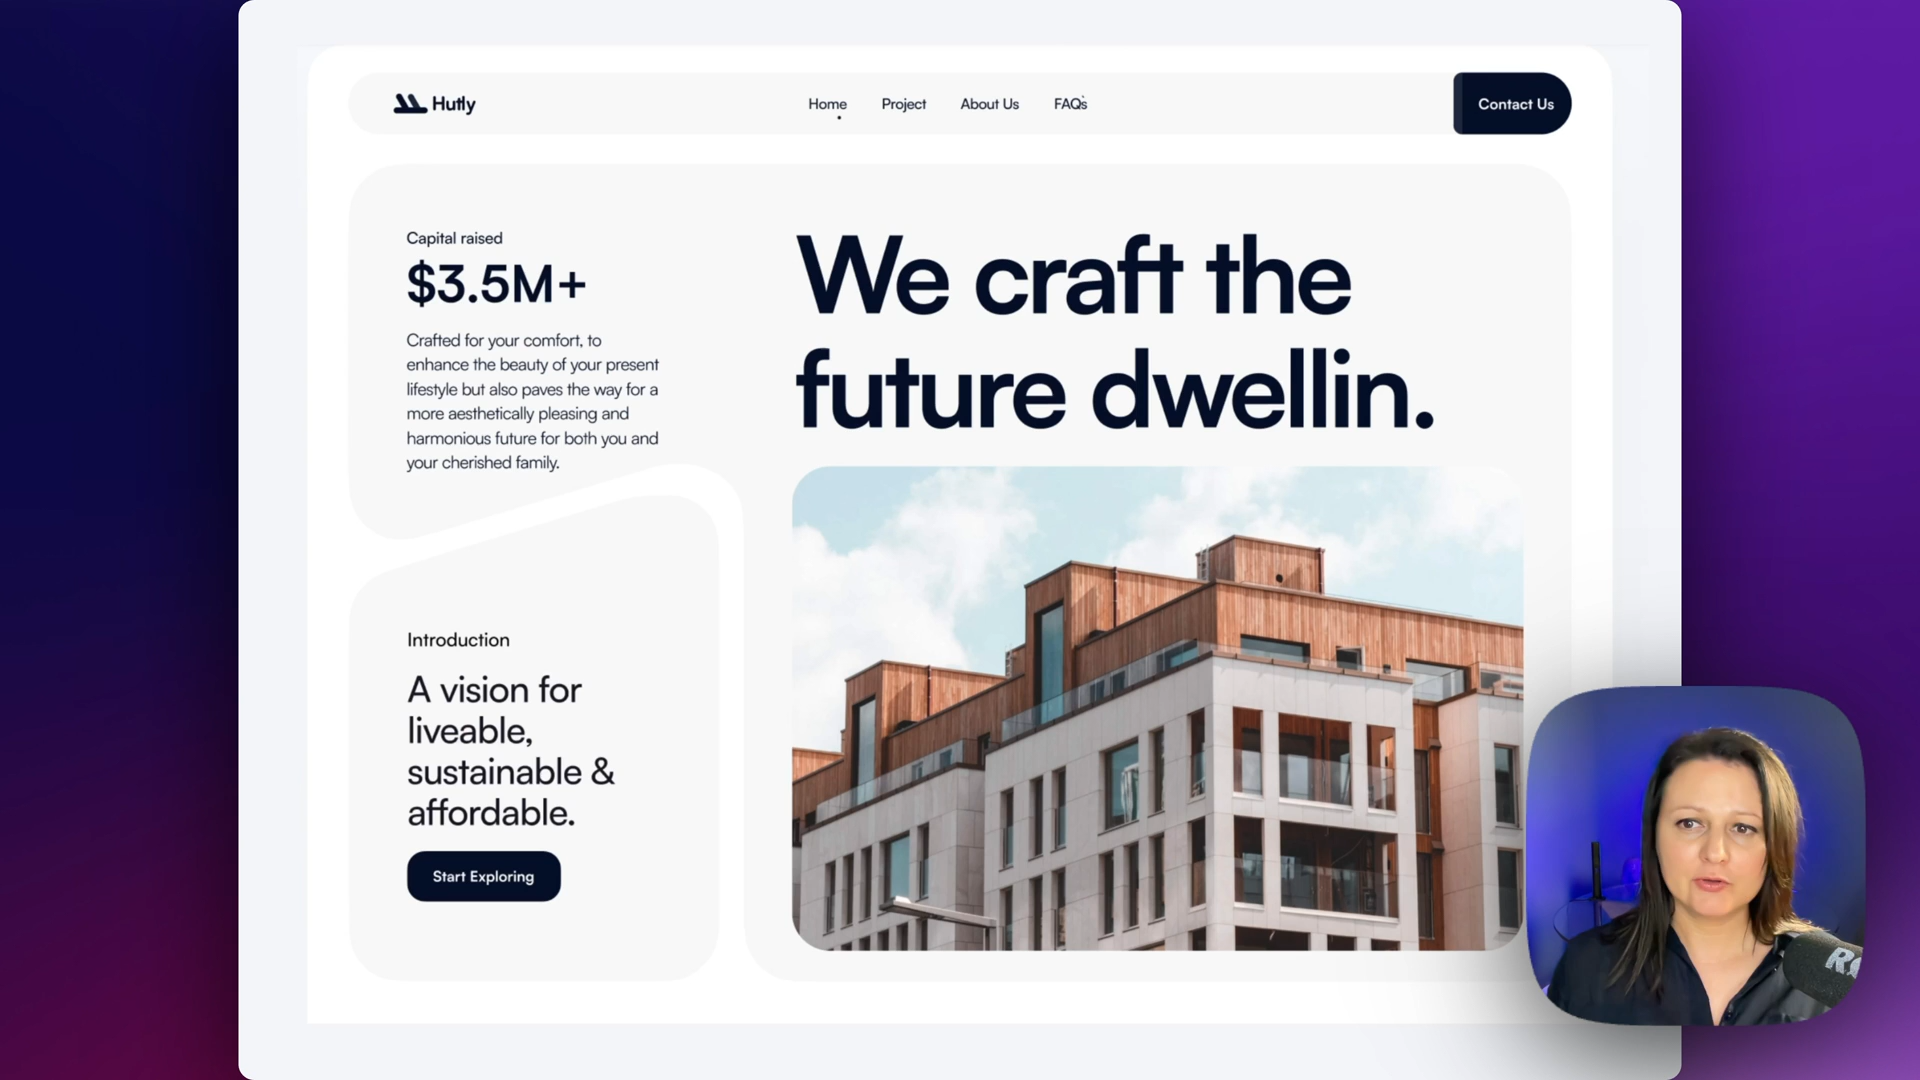 Hutly
Home
Project
About Us
FAQs
Contact Us
Capital raised
$3.5M+
Crafted for your comfort, to
enhance the beauty of your present
lifestyle but also paves the way for a
more aesthetically pleasing and
harmonious future for both you and
your cherished family.
We craft the
future dwellin.
Introduction
A vision for
liveable,
sustainable &
affordable.
Start Exploring